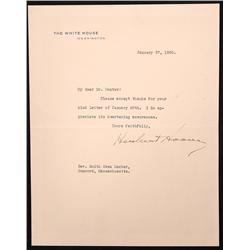 THE WHITE HOUSE
WASHINGTON
January 27, 1930.
My dear Dr. Dexter:
Please accept thanks for your
kind letter of January 25th. I do ap-
preciate its heartening assurances.
Yours faithfully,
Herbert Hoover
Rev. Smith Owen Dexter,
Concord, Massachusetts.